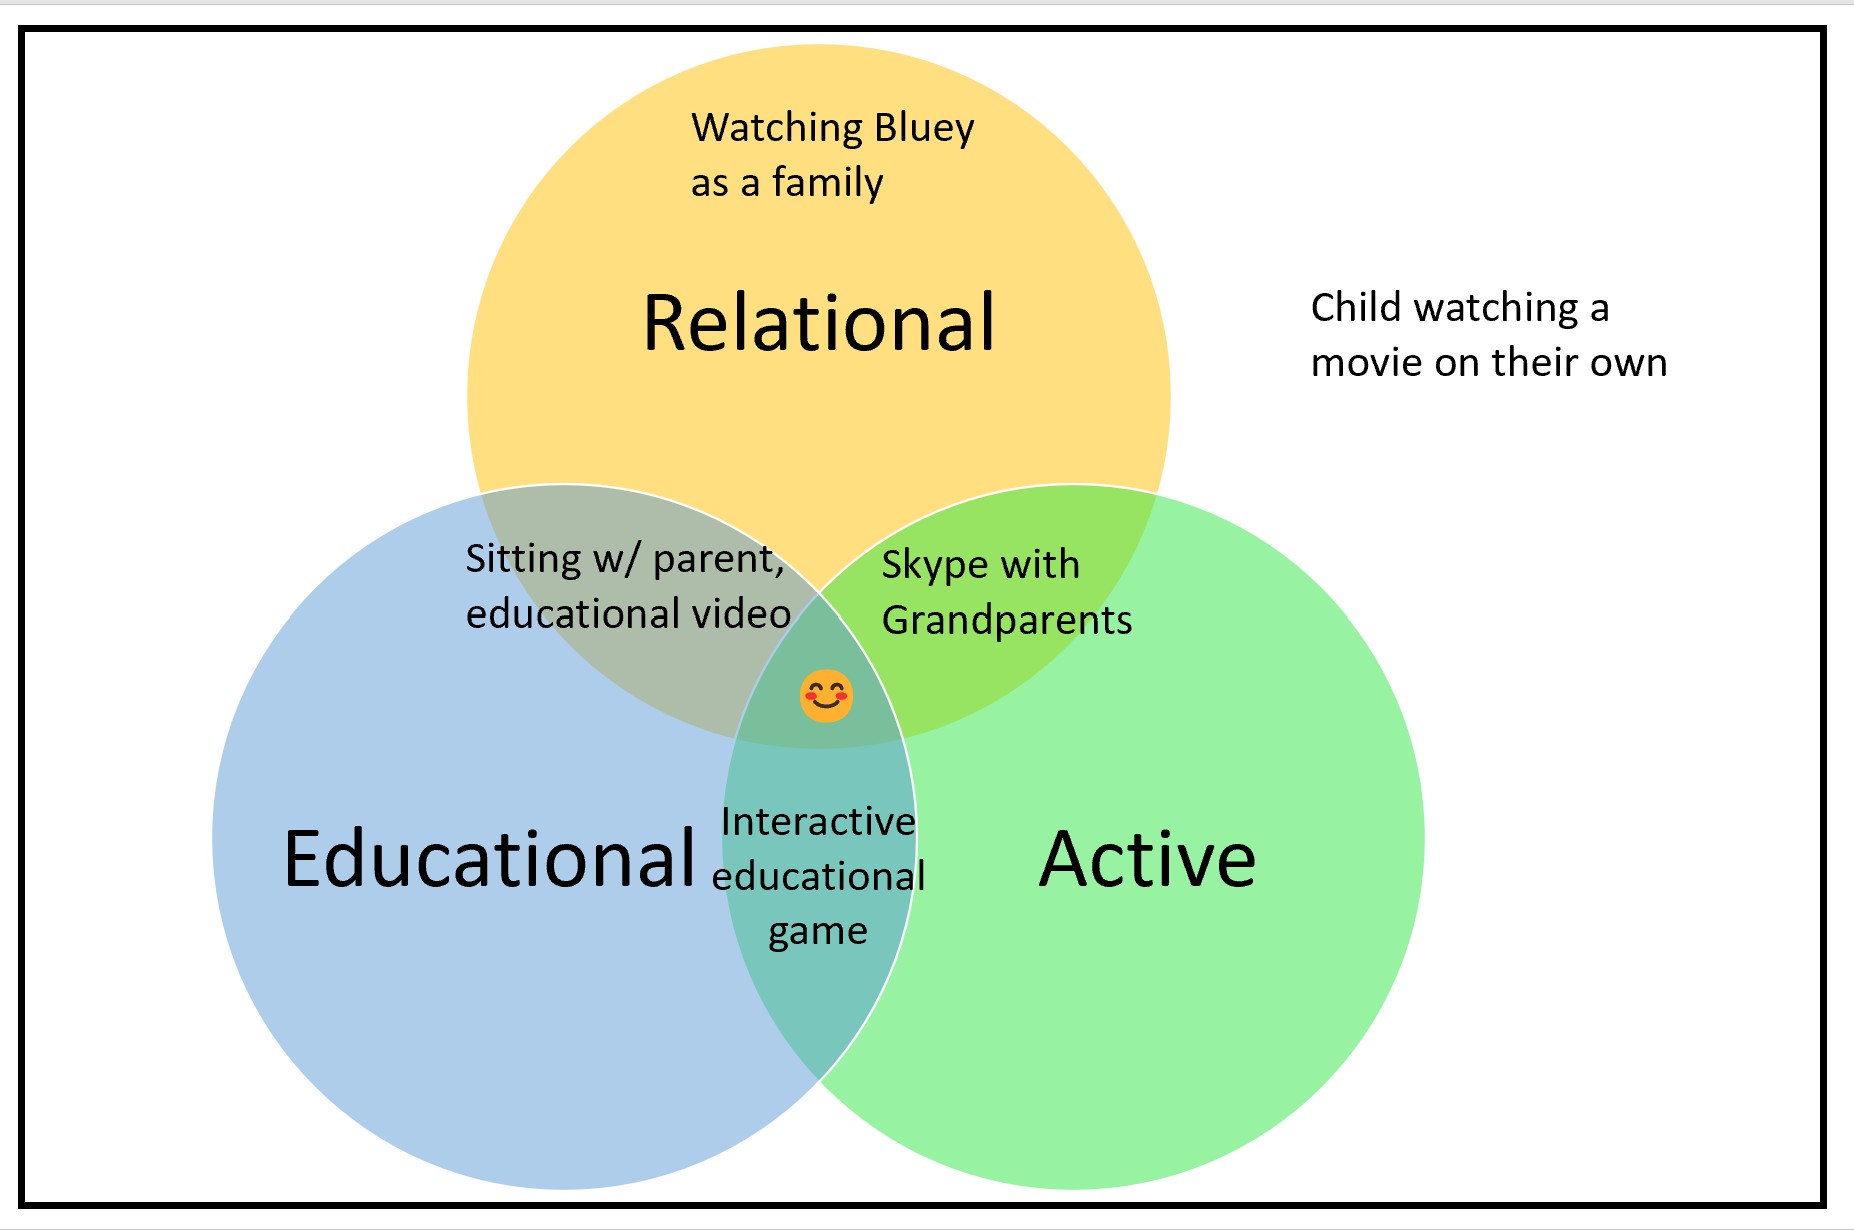 Watching Bluey
as a family
Relational
Child watching a
movie on their own
Sitting w/ parent,
educational video
Skype with
Grandparents
Educational
Interactive
educational
game
Active